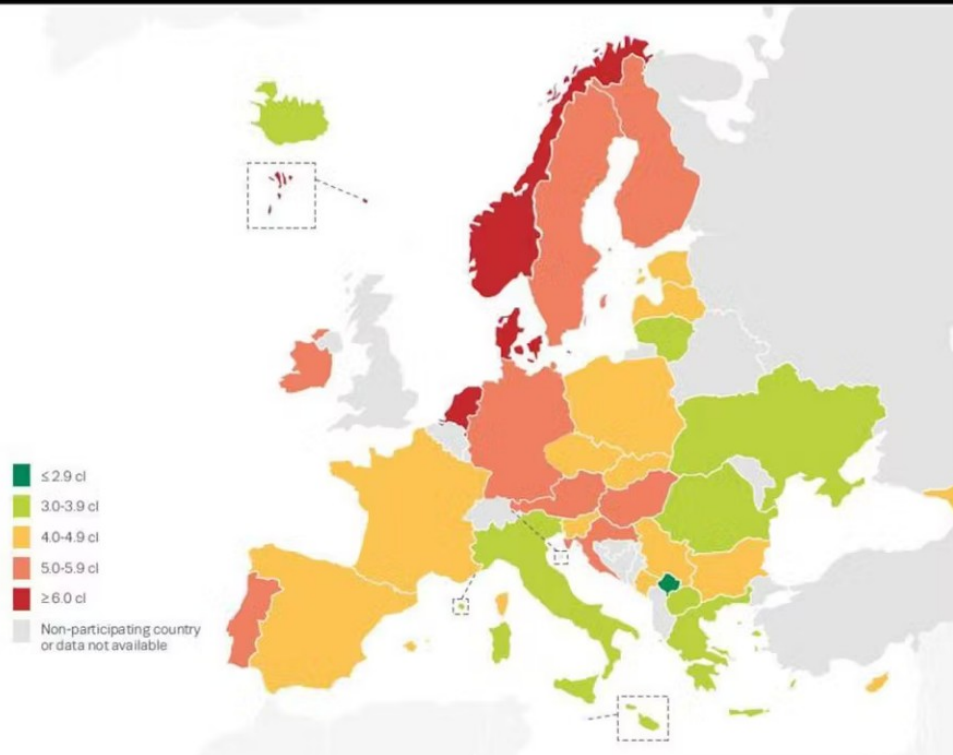 ≤ 2.9 cl
3.0-3.9 cl
4.0-4.9 cl
5.0-5.9 cl
≥ 6.0 cl
Non-participating country
or data not available